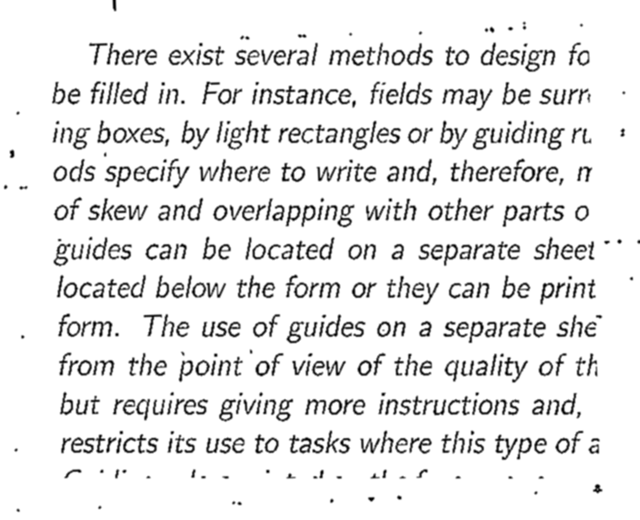 There exist several methods to design fo
be filled in. For instance, fields may be surr
ing boxes, by light rectangles or by guiding ru
ods specify where to write and, therefore, m
of skew and overlapping with other parts o
guides can be located on a separate sheet
located below the form or they can be print
form. The use of guides on a separate she
from the point of view of the quality of th
but requires giving more instructions and,
restricts its use to tasks where this type of a